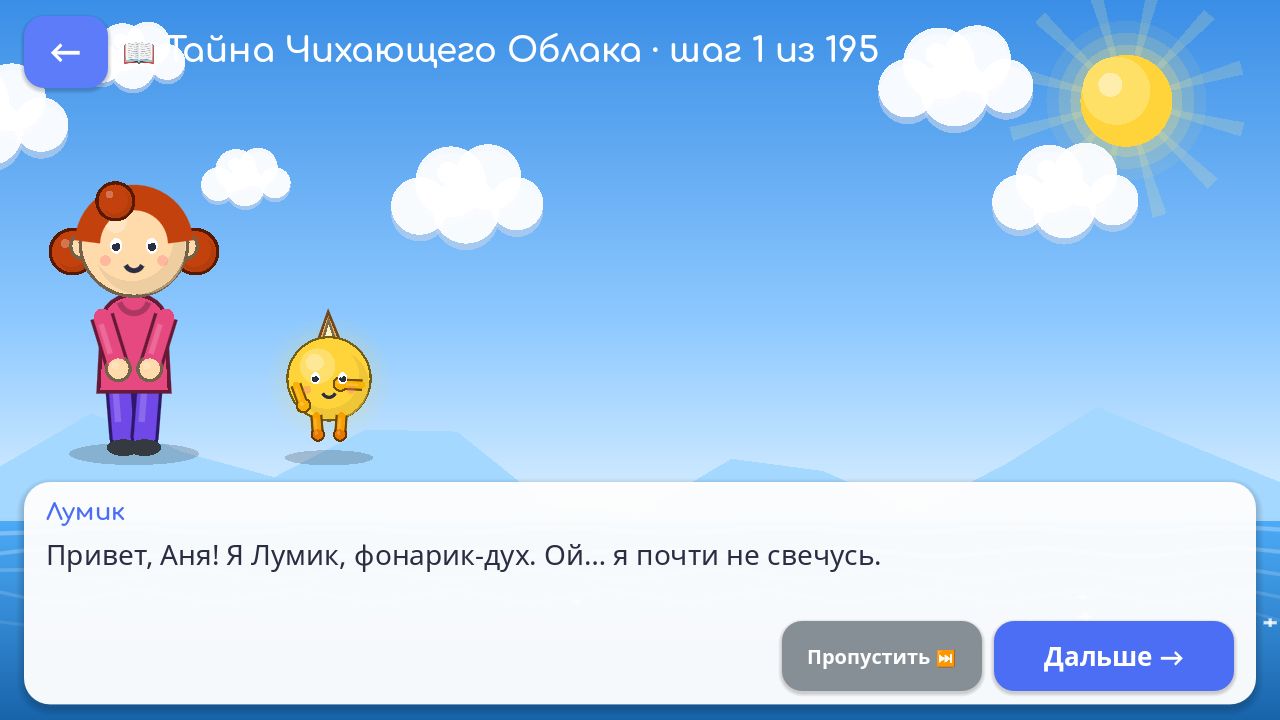 ← 📖 Тайна Чихающего Облака · шаг 1 из 195
Лумик
Привет, Аня! Я Лумик, фонарик-дух. Ой... я почти не свечусь.
Пропустить ⏭ Дальше →